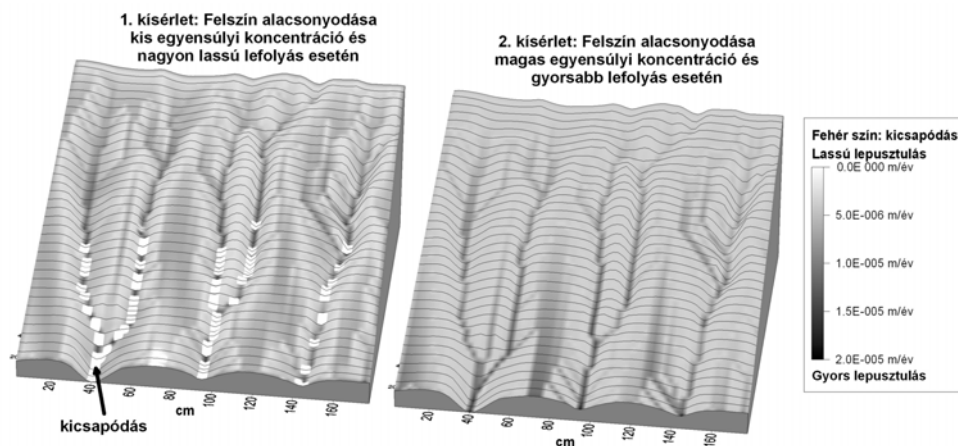 1. kísérlet: Felszín alacsonyodása
kis egyensúlyi koncentráció és
nagyon lassú lefolyás esetén
2. kísérlet: Felszín alacsonyodása
magas egyensúlyi koncentráció és
gyorsabb lefolyás esetén
Fehér szín: kicsapódás
Lassú lepusztulás
0.0E 000 m/év
5.0E-006 m/év
1.0E-005 m/év
1.5E-005 m/év
2.0E-005 m/év
Gyors lepusztulás
20 40 60 80 100 120 140 160
cm
kicsapódás
20 40 60 80 100 120 140 160
cm